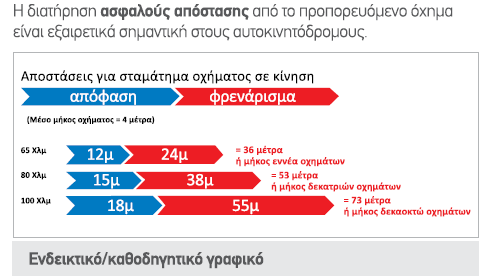 Η διατήρηση ασφαλούς απόστασης από το προπορευόμενο όχημα
είναι εξαιρετικά σημαντική στους αυτοκινητόδρομους.
Αποστάσεις για σταμάτημα οχήματος σε κίνηση
απόφαση φρενάρισμα
(Μέσο μήκος οχήματος = 4 μέτρα)
65 Χλμ 12μ 24μ = 36 μέτρα
ή μήκος εννέα οχημάτων
80 Χλμ 15μ 38μ = 53 μέτρα
ή μήκος δεκατριών οχημάτων
100 Χλμ 18μ 55μ = 73 μέτρα
ή μήκος δεκαοκτώ οχημάτων
Ενδεικτικό/καθοδηγητικό γραφικό